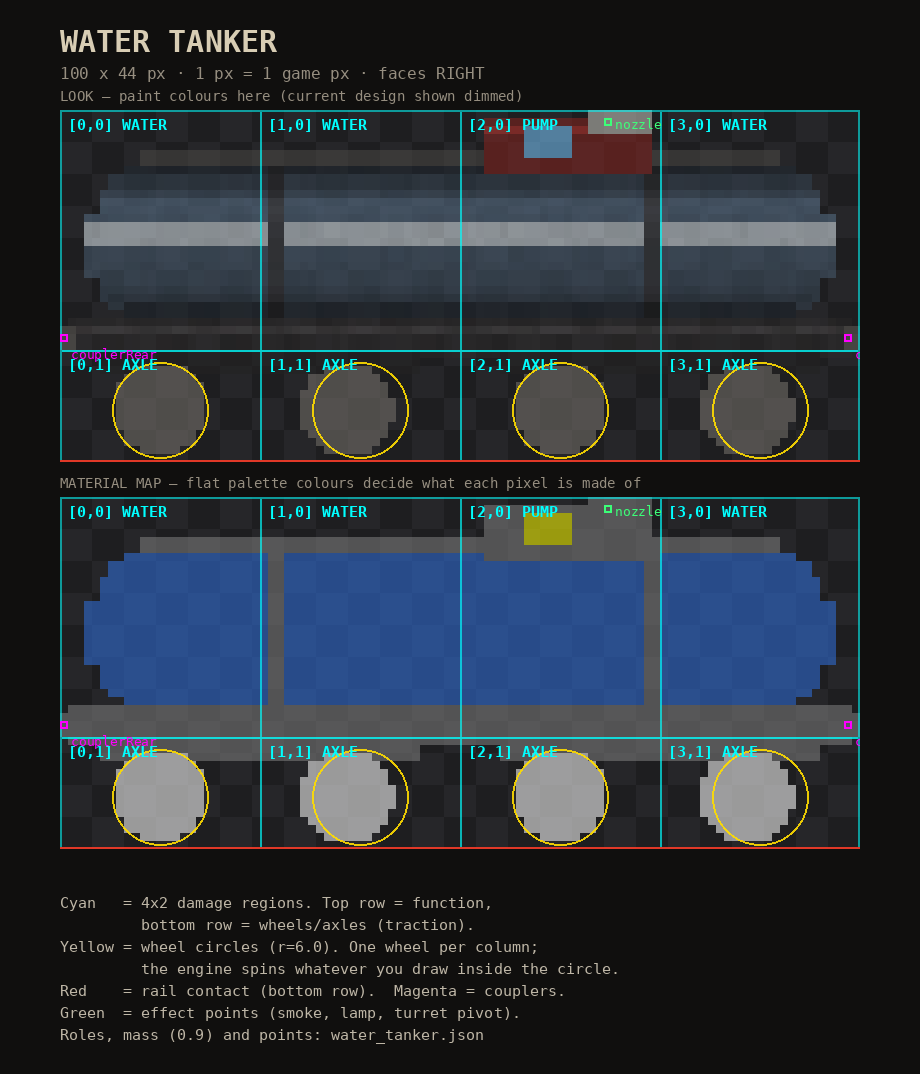 WATER TANKER
100 x 44 px · 1 px = 1 game px · faces RIGHT
LOOK — paint colours here (current design shown dimmed)
[0,0] WATER [1,0] WATER [2,0] PUMP nozzle [3,0] WATER
couplerRear
[0,1] AXLE [1,1] AXLE [2,1] AXLE [3,1] AXLE
MATERIAL MAP — flat palette colours decide what each pixel is made of
[0,0] WATER [1,0] WATER [2,0] PUMP nozzle [3,0] WATER
couplerRear
[0,1] AXLE [1,1] AXLE [2,1] AXLE [3,1] AXLE
Cyan = 4x2 damage regions. Top row = function,
bottom row = wheels/axles (traction).
Yellow = wheel circles (r=6.0). One wheel per column;
the engine spins whatever you draw inside the circle.
Red = rail contact (bottom row). Magenta = couplers.
Green = effect points (smoke, lamp, turret pivot).
Roles, mass (0.9) and points: water_tanker.json